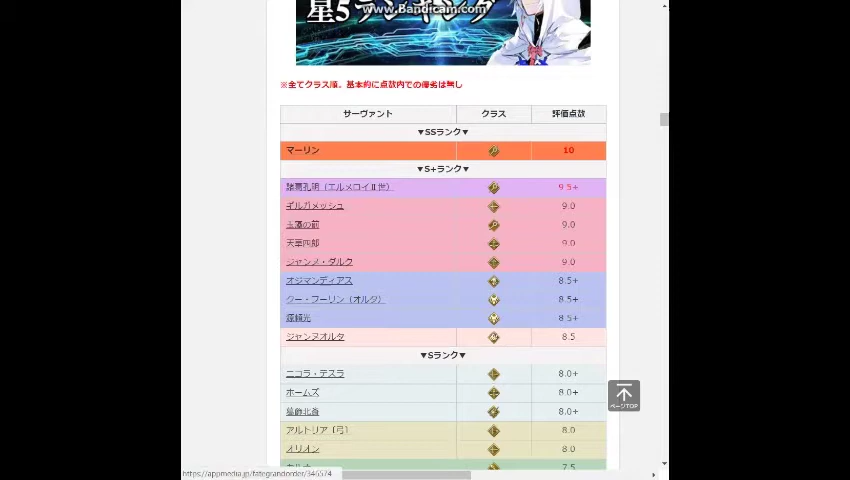 星5ランキング
www.Bandicam.com
※全てクラス順。基本的に点数内での優劣は無し
サーヴァント クラス 評価点数
▼SSランク▼
マーリン 10
▼S+ランク▼
諸葛孔明（エルメロイⅡ世） 9.5+
ギルガメッシュ 9.0
玉藻の前 9.0
天草四郎 9.0
ジャンヌ・ダルク 9.0
オジマンディアス 8.5+
クー・フーリン（オルタ） 8.5+
源頼光 8.5+
ジャンヌオルタ 8.5
▼Sランク▼
ニコラ・テスラ 8.0+
ホームズ 8.0+
葛飾北斎 8.0+
アルトリア（弓） 8.0
オリオン 8.0
カルナ 7.5
ページTOP
https://appmedia.jp/fategrandorder/346574